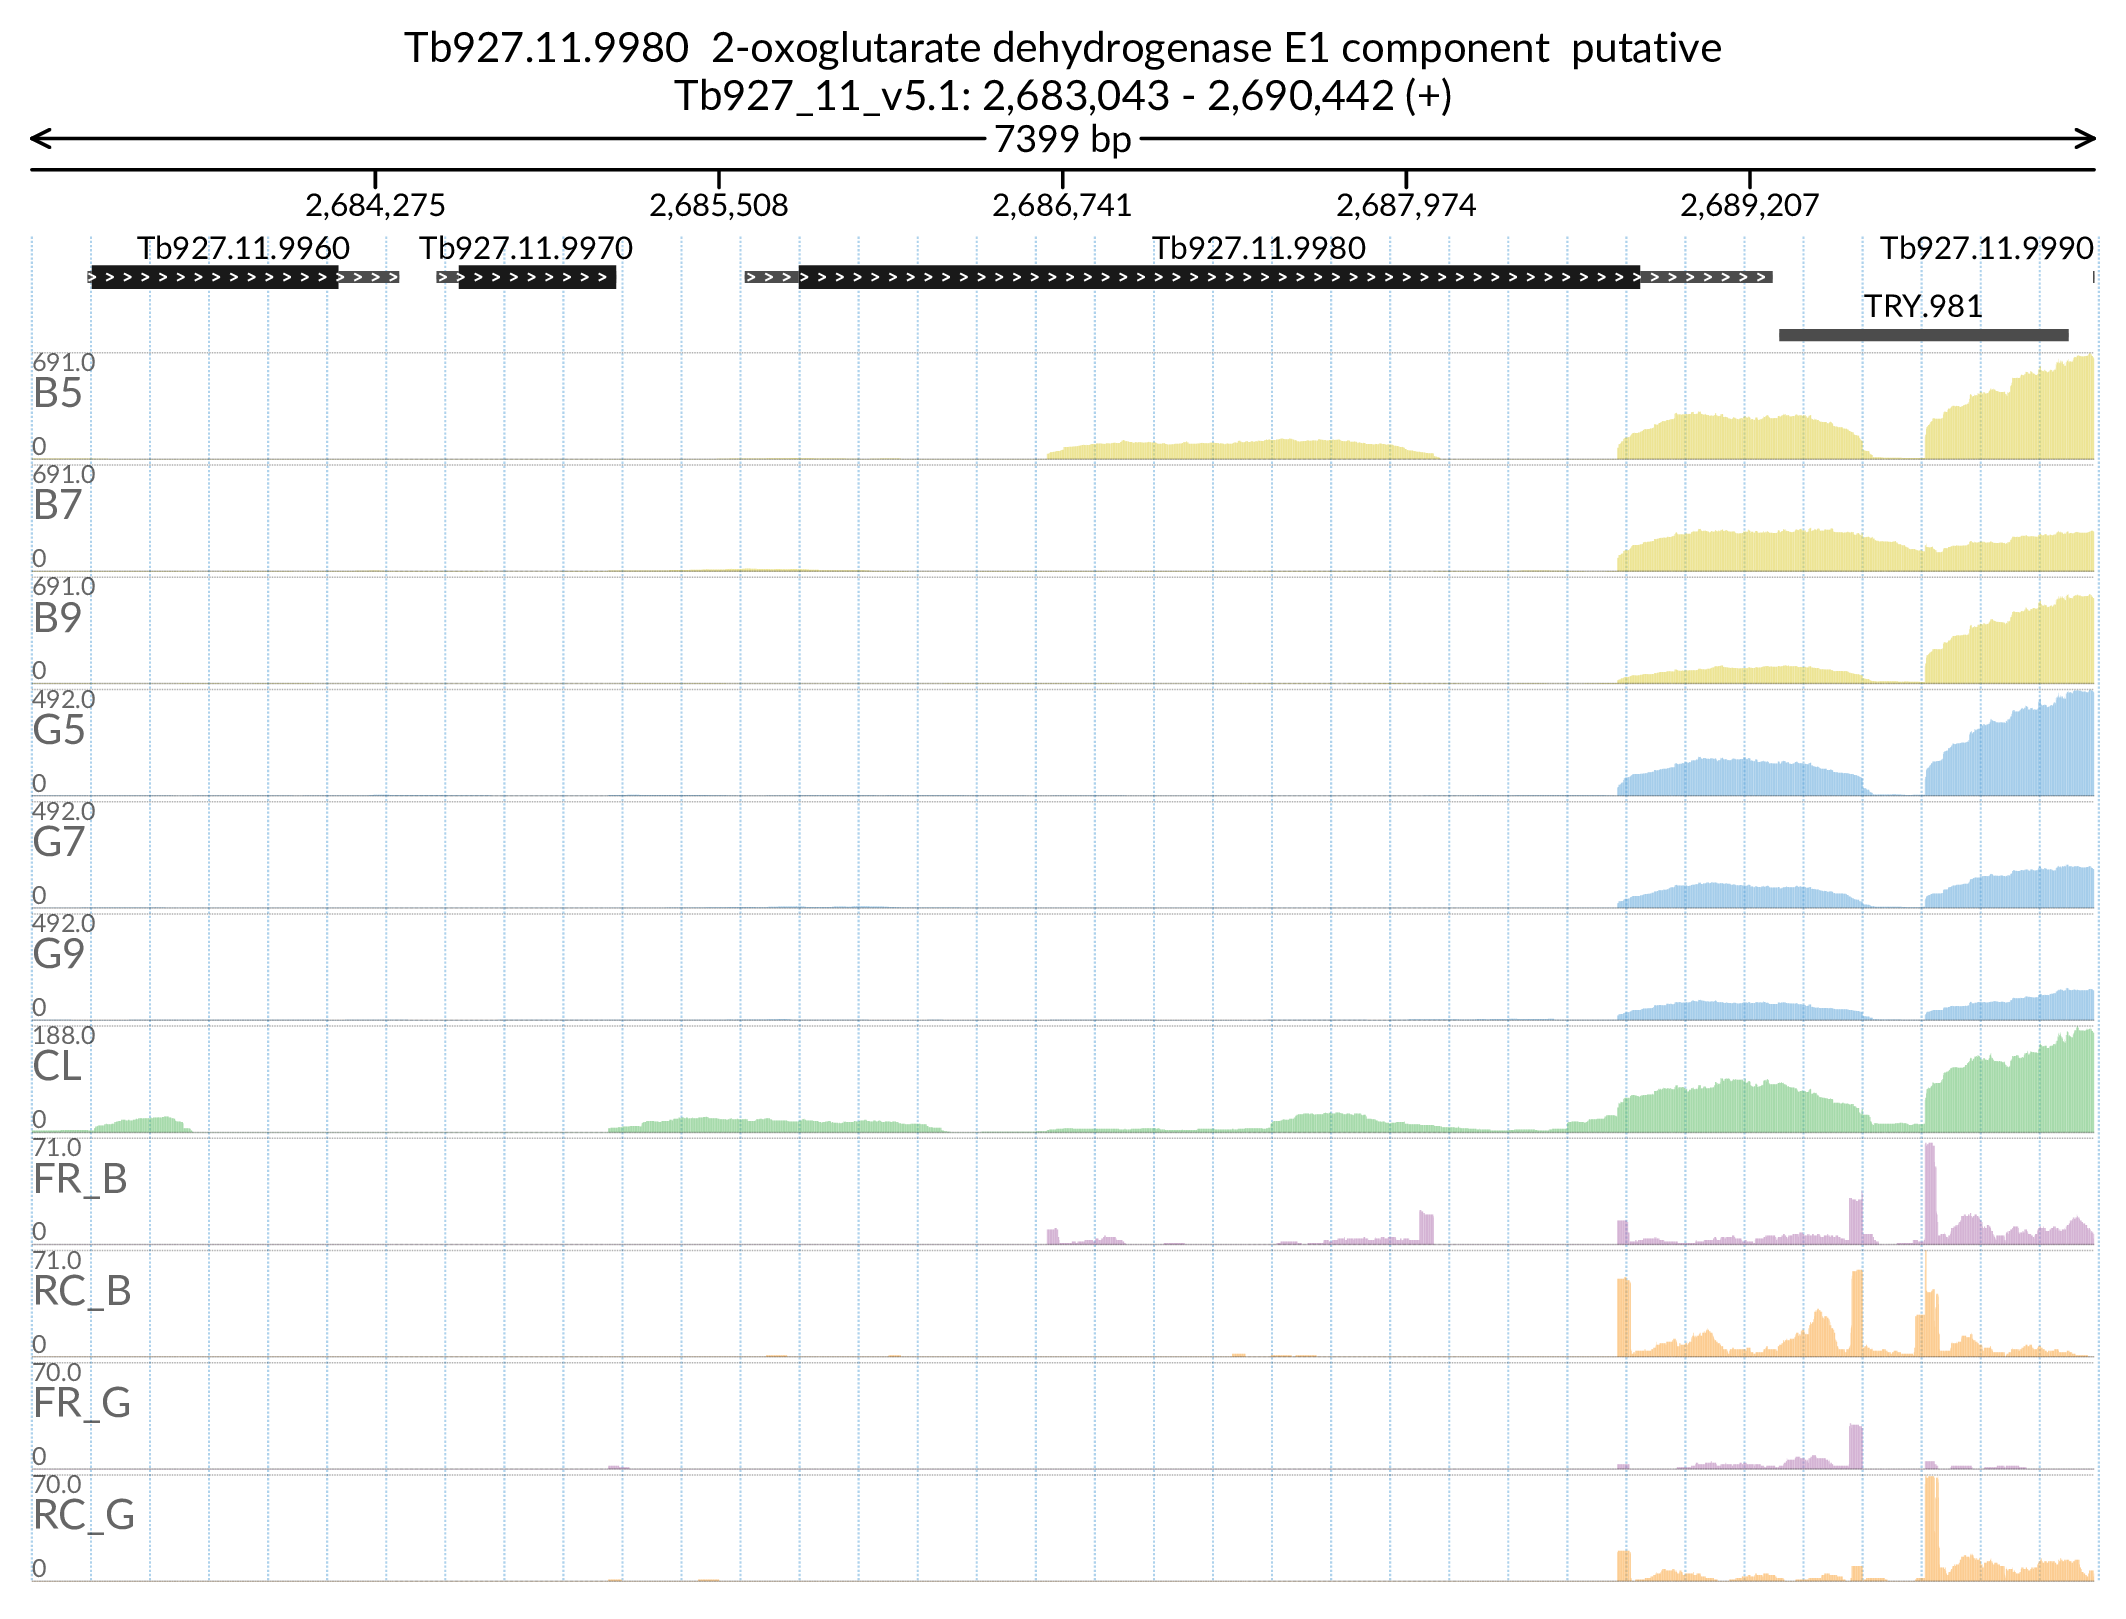 Tb927.11.9980  2-oxoglutarate dehydrogenase E1 component  putative
Tb927_11_v5.1: 2,683,043 - 2,690,442 (+)
7399 bp
2,684,275 2,685,508 2,686,741 2,687,974 2,689,207
Tb927.11.9960 Tb927.11.9970 Tb927.11.9980 Tb927.11.9990
TRY.981
691.0
B5
0
691.0
B7
0
691.0
B9
0
492.0
G5
0
492.0
G7
0
492.0
G9
0
188.0
CL
0
71.0
FR_B
0
71.0
RC_B
0
70.0
FR_G
0
70.0
RC_G
0